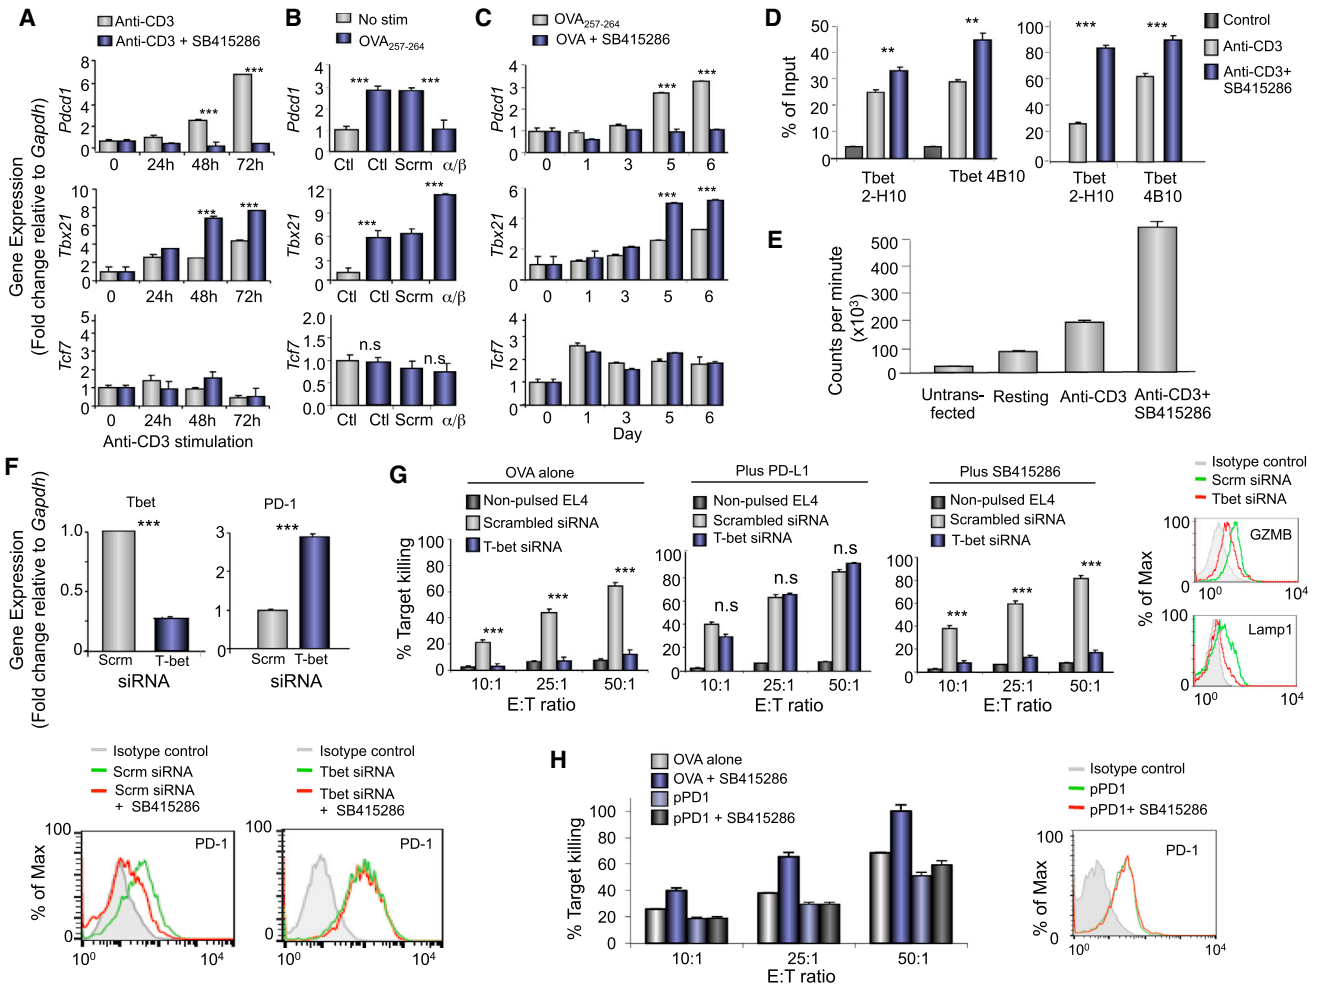 A
Anti-CD3
Anti-CD3 + SB415286
Gene Expression
(Fold change relative to Gapdh)
Pdcd1
8
6
4
2
0
***
***
0 24h 48h 72h
Tbx21
10
8
6
4
2
0
***
***
0 24h 48h 72h
Tcf7
5
4
3
2
1
0
0 24h 48h 72h
Anti-CD3 stimulation
B
No stim
OVA257-264
Pdcd1
4
3
2
1
0
*** ***
Ctl Ctl Scrm α/β
Tbx21
12
9
6
3
0
***
***
Ctl Ctl Scrm α/β
Tcf7
2.0
1.5
1.0
0.5
0.0
n.s n.s
Ctl Ctl Scrm α/β
C
OVA257-264
OVA + SB415286
Pdcd1
4
3
2
1
0
*** ***
0 1 3 5 6
Tbx21
6
4
2
0
*** ***
0 1 3 5 6
Tcf7
4
3
2
1
0
0 1 3 5 6
Day
D
Control
Anti-CD3
Anti-CD3+
SB415286
% of Input
50
40
30
20
10
0
** **
Tbet
2-H10
Tbet 4B10
100
80
60
40
20
0
*** ***
Tbet
2-H10
Tbet
4B10
E
Counts per minute
(x10³)
500
400
300
200
100
0
Untrans-
fected
Resting
Anti-CD3
Anti-CD3+
SB415286
F
Gene Expression
(Fold change relative to Gapdh)
Tbet
1.0
0.5
0
***
Scrm T-bet
siRNA
PD-1
3
2
1
0
***
Scrm T-bet
siRNA
Isotype control
Scrm siRNA
Scrm siRNA
+ SB415286
% of Max
100
0
PD-1
10⁰ 10⁴
Isotype control
Tbet siRNA
Tbet siRNA
+ SB415286
100
0
PD-1
10⁰ 10⁴
G
OVA alone
Non-pulsed EL4
Scrambled siRNA
T-bet siRNA
% Target killing
100
80
60
40
20
0
*** *** ***
10:1 25:1 50:1
E:T ratio
Plus PD-L1
Non-pulsed EL4
Scrambled siRNA
T-bet siRNA
100
80
60
40
20
0
n.s n.s n.s
10:1 25:1 50:1
E:T ratio
Plus SB415286
Non-pulsed EL4
Scrambled siRNA
T-bet siRNA
100
80
60
40
20
0
*** *** ***
10:1 25:1 50:1
E:T ratio
Isotype control
Scrm siRNA
Tbet siRNA
% of Max
100
0
GZMB
10⁰ 10⁴
100
0
Lamp1
10⁰ 10⁴
H
OVA alone
OVA + SB415286
pPD1
pPD1 + SB415286
% Target killing
100
80
60
40
20
0
10:1 25:1 50:1
E:T ratio
Isotype control
pPD1
pPD1+ SB415286
% of Max
100
0
PD-1
10⁰ 10⁴